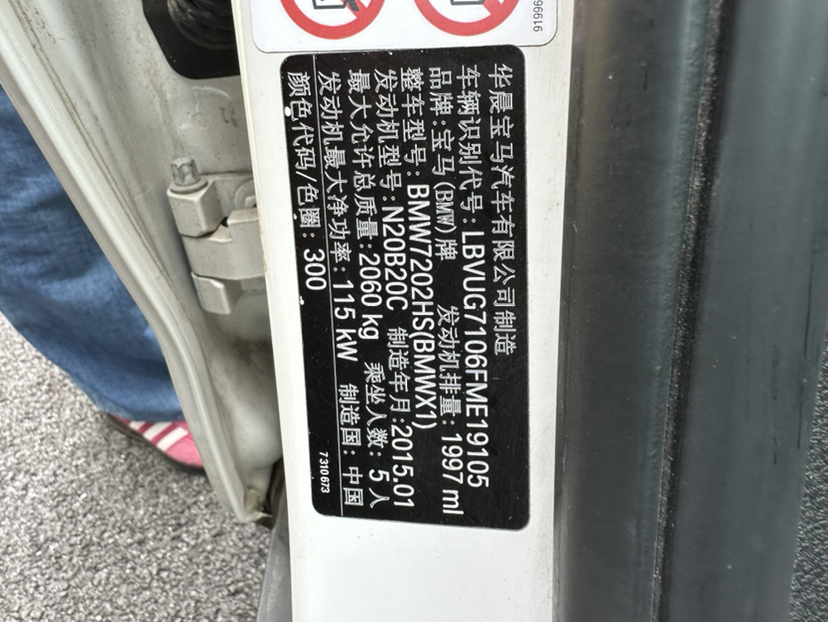 华晨宝马汽车有限公司制造
车辆识别代号: LBVUG7106FME19105
品牌: 宝马(BMW)牌 发动机排量: 1997 ml
整车型号: BMW7202HS(BMWX1)
发动机型号: N20B20C 制造年月: 2015.01
最大允许总质量: 2060 kg 乘坐人数: 5 人
发动机最大净功率: 115 kW 制造国: 中国
颜色代码/色圈: 300
7 310 673